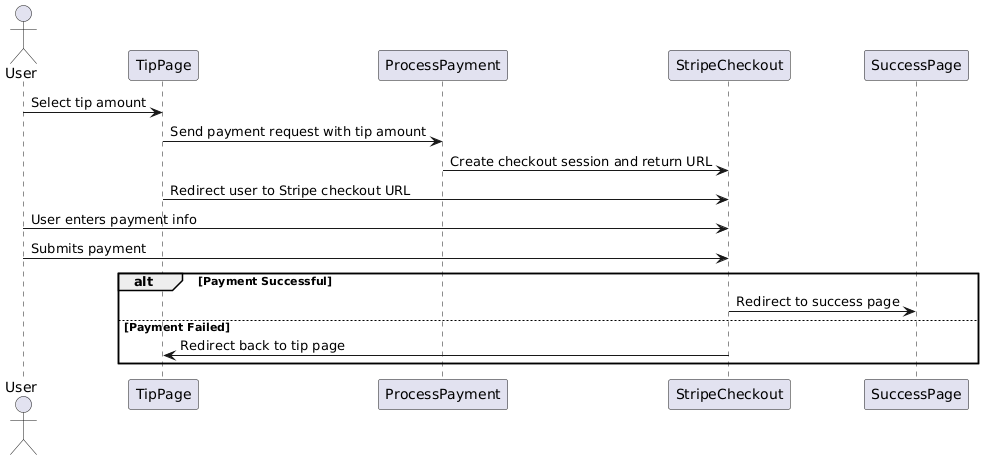 User
TipPage
ProcessPayment
StripeCheckout
SuccessPage
Select tip amount
Send payment request with tip amount
Create checkout session and return URL
Redirect user to Stripe checkout URL
User enters payment info
Submits payment
alt [Payment Successful]
Redirect to success page
[Payment Failed]
Redirect back to tip page
User
TipPage
ProcessPayment
StripeCheckout
SuccessPage